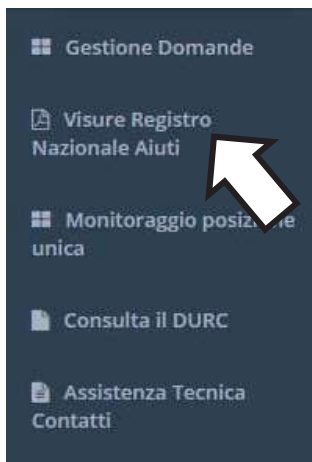 Gestione Domande
Visure Registro
Nazionale Aiuti
Monitoraggio
unica
Consulta il DURC
Assistenza Tecnica
Contatti